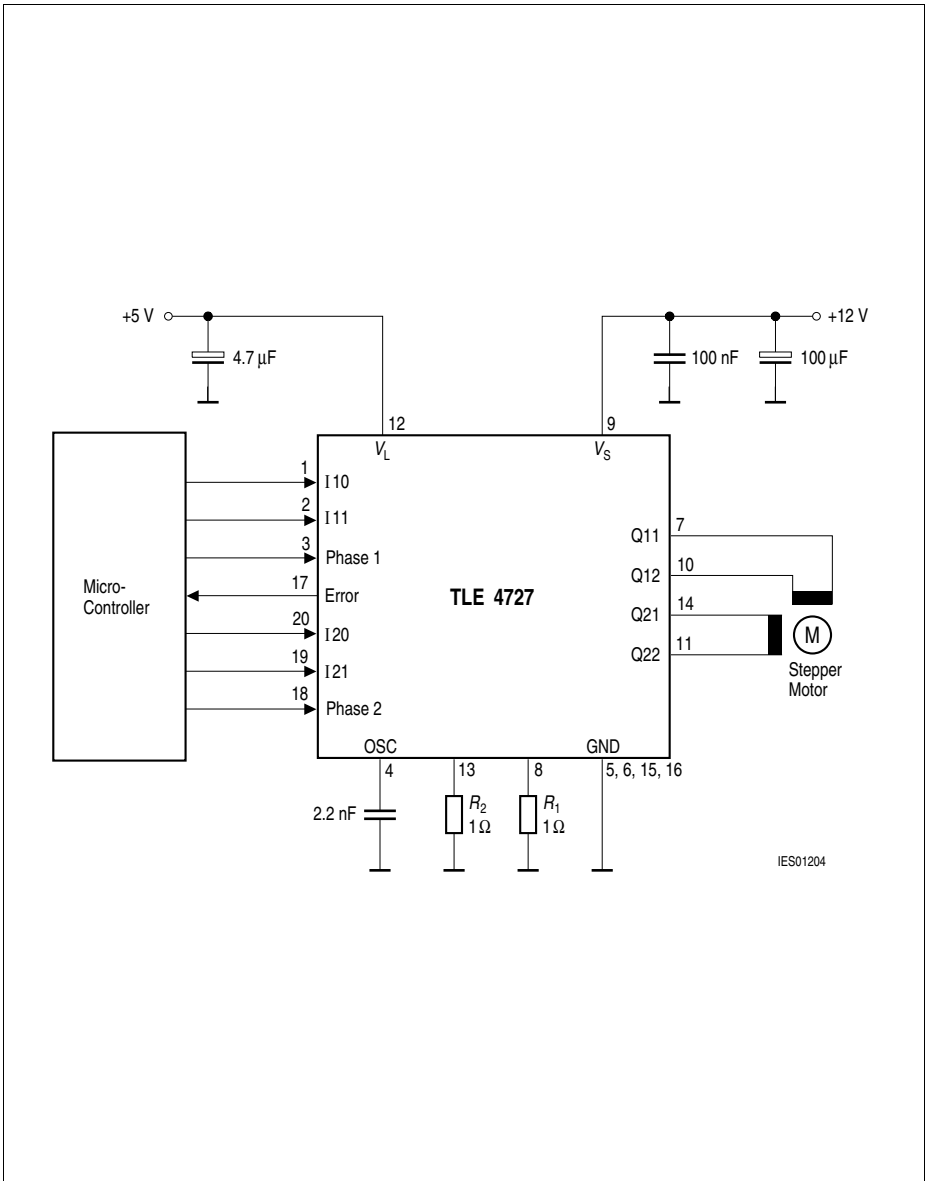 +5 V
+12 V
4.7 µF
100 nF
100 µF
12
9
V_L
V_S
1
I10
2
I11
Q11
7
3
Phase 1
Q12
10
Micro-
Controller
17
Error
TLE 4727
Q21
14
20
I20
M
19
I21
Q22
11
Stepper
Motor
18
Phase 2
OSC
GND
4
13
8
5, 6, 15, 16
2.2 nF
R2
1 Ω
R1
1 Ω
IES01204